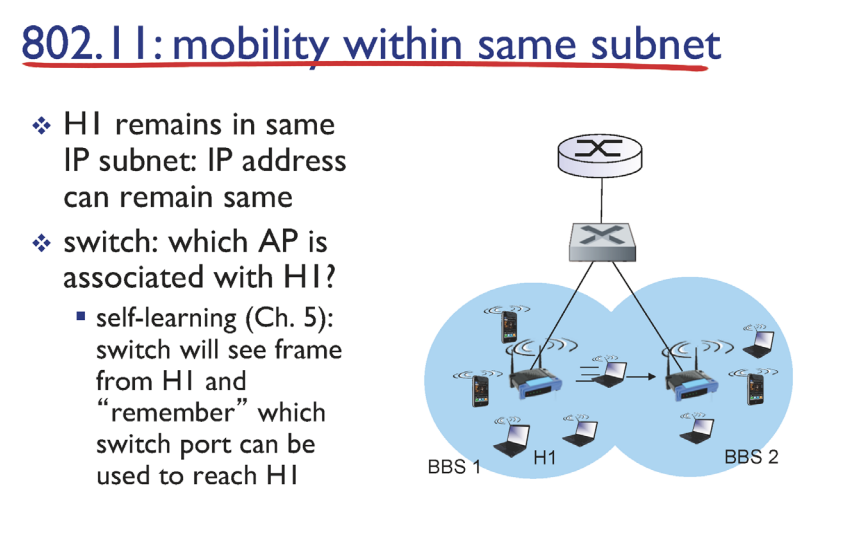 802.11: mobility within same subnet
❖ H1 remains in same
IP subnet: IP address
can remain same
❖ switch: which AP is
associated with H1?
▪ self-learning (Ch. 5):
switch will see frame
from H1 and
“remember” which
switch port can be
used to reach H1
BBS 1
H1
BBS 2